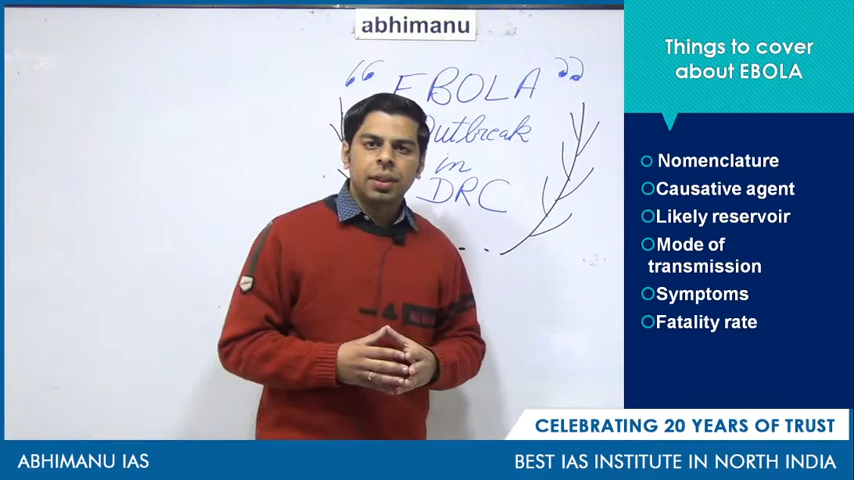 abhimanu
“ EBOLA ”
Outbreak
in
DRC
Things to cover
about EBOLA
Nomenclature
Causative agent
Likely reservoir
Mode of
transmission
Symptoms
Fatality rate
CELEBRATING 20 YEARS OF TRUST
ABHIMANU IAS
BEST IAS INSTITUTE IN NORTH INDIA